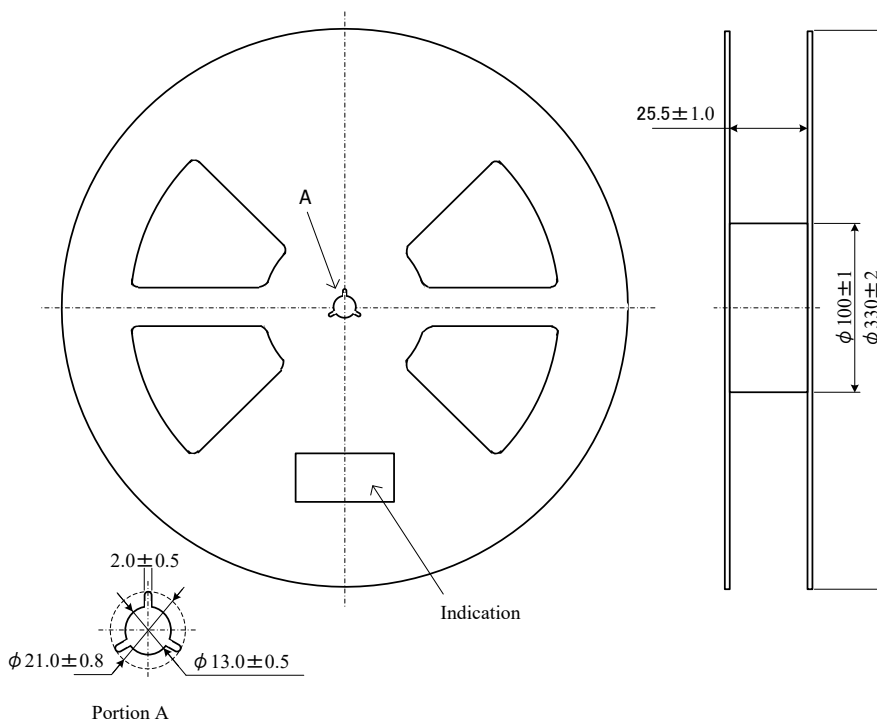 25.5±1.0
A
φ100±1
φ330±2
2.0±0.5
Indication
φ21.0±0.8
φ13.0±0.5
Portion A